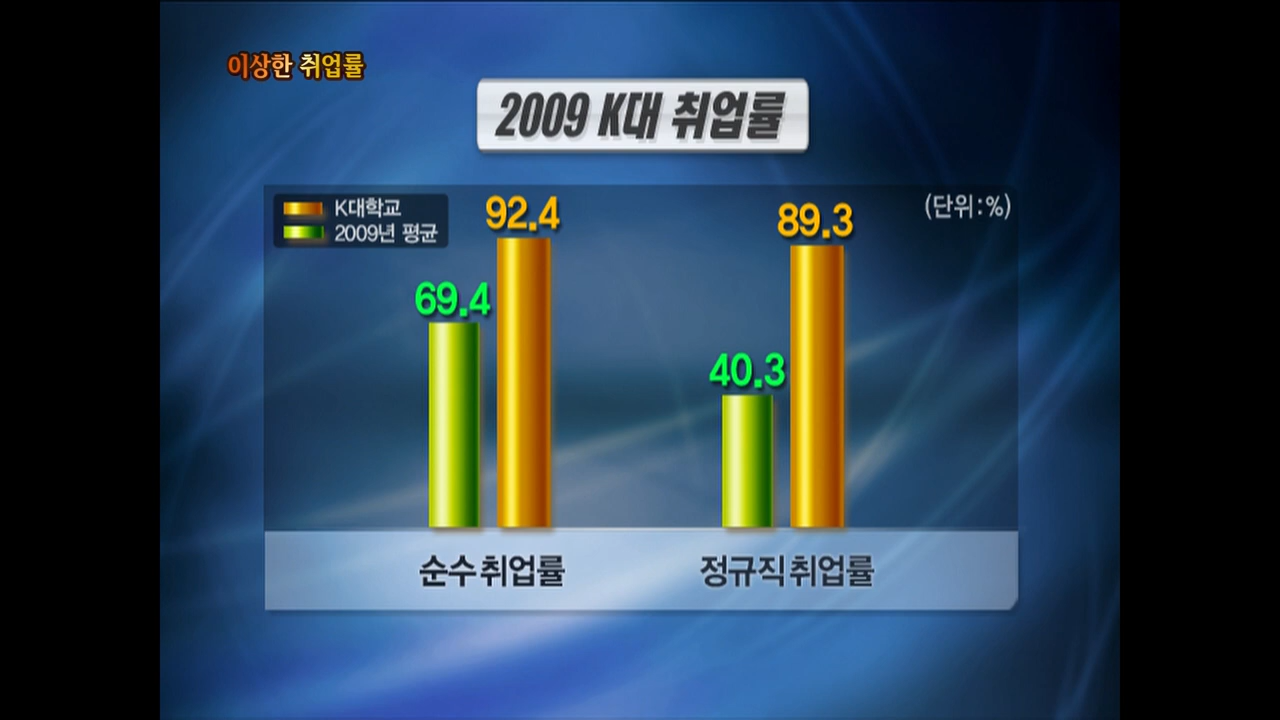 이상한 취업률
2009 K대 취업률
K대학교
2009년 평균
(단위:%)
69.4
92.4
40.3
89.3
순수취업률
정규직취업률